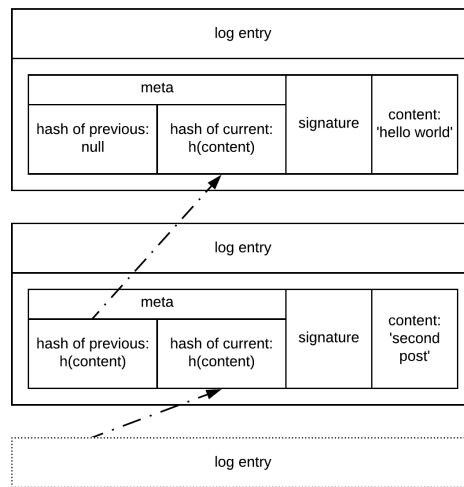 log entry
meta
hash of previous:
null
hash of current:
h(content)
signature
content:
'hello world'
log entry
meta
hash of previous:
h(content)
hash of current:
h(content)
signature
content:
'second
post'
log entry